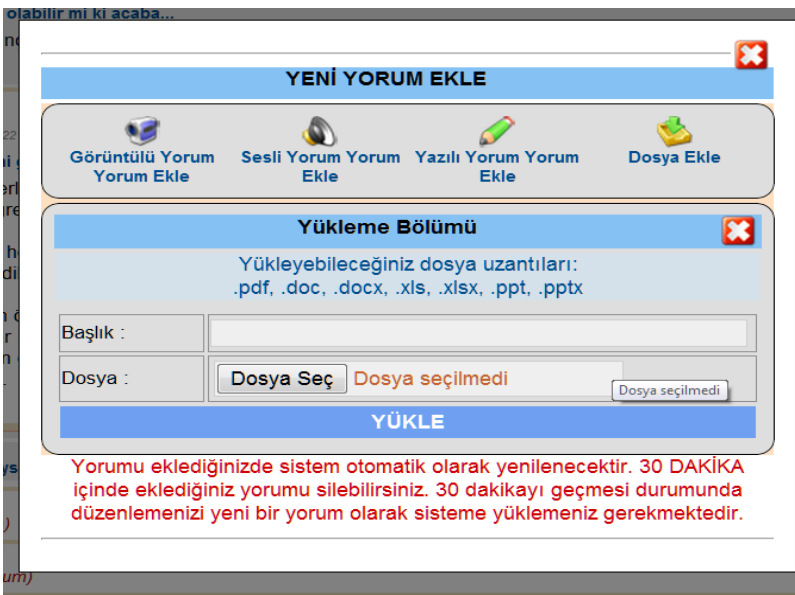 olabilir mi ki acaba...
YENİ YORUM EKLE
Görüntülü Yorum
Yorum Ekle
Sesli Yorum Yorum
Ekle
Yazılı Yorum Yorum
Ekle
Dosya Ekle
Yükleme Bölümü
Yükleyebileceğiniz dosya uzantıları:
.pdf, .doc, .docx, .xls, .xlsx, .ppt, .pptx
Başlık :
Dosya :
Dosya Seç
Dosya seçilmedi
Dosya seçilmedi
YÜKLE
Yorumu eklediğinizde sistem otomatik olarak yenilenecektir. 30 DAKİKA
içinde eklediğiniz yorumu silebilirsiniz. 30 dakikayı geçmesi durumunda
düzenlemenizi yeni bir yorum olarak sisteme yüklemeniz gerekmektedir.